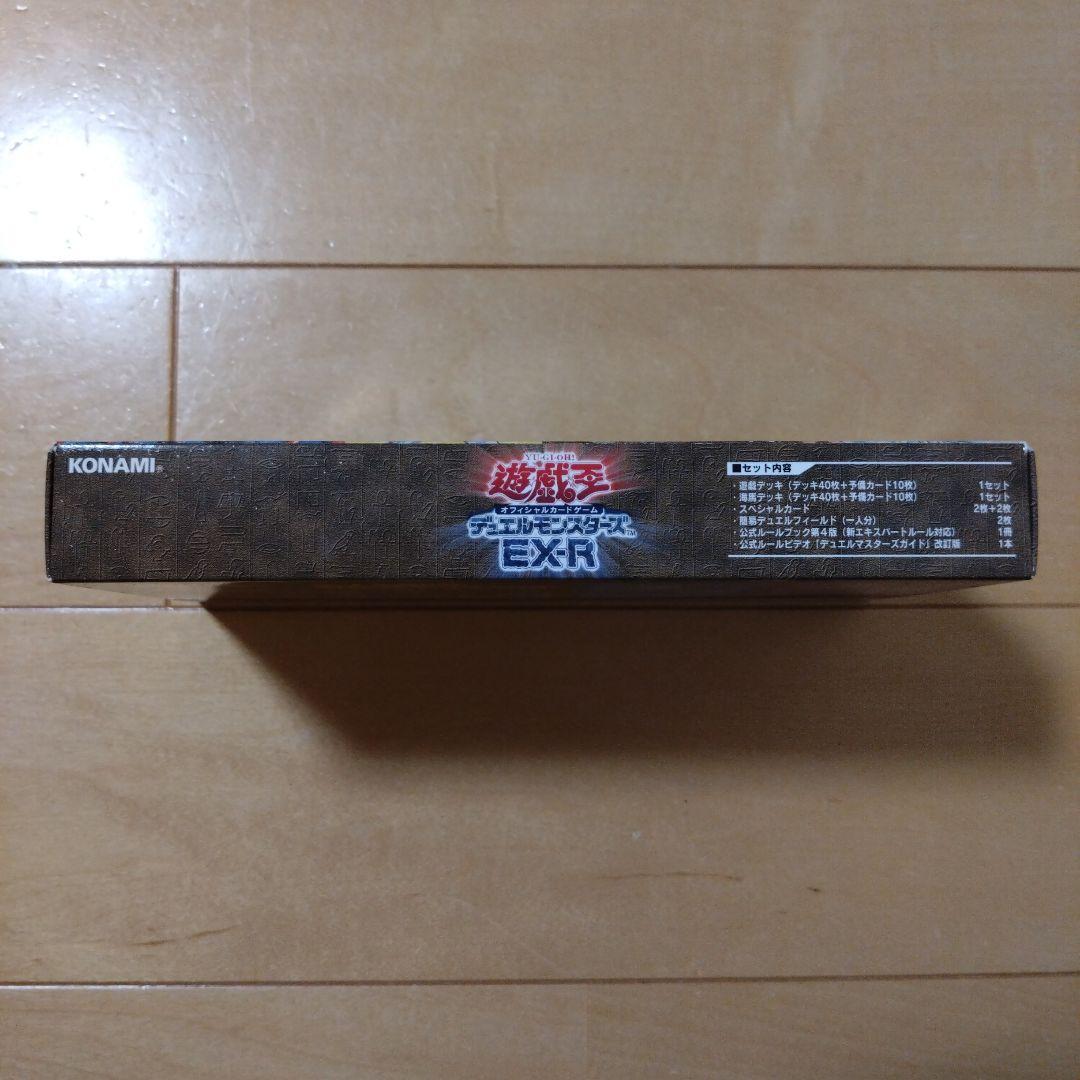 KONAMI®
YU-GI-OH!
遊戯王
オフィシャルカードゲーム
デュエルモンスターズ™
EX-R
■セット内容
・遊戯デッキ（デッキ40枚＋予備カード10枚） 1セット
・海馬デッキ（デッキ40枚＋予備カード10枚） 1セット
・スペシャルカード 2枚＋2枚
・簡易デュエルフィールド（一人分） 2枚
・公式ルールブック第4版（新エキスパートルール対応） 1冊
・公式ルールビデオ「デュエルマスターズガイド」改訂版 1本